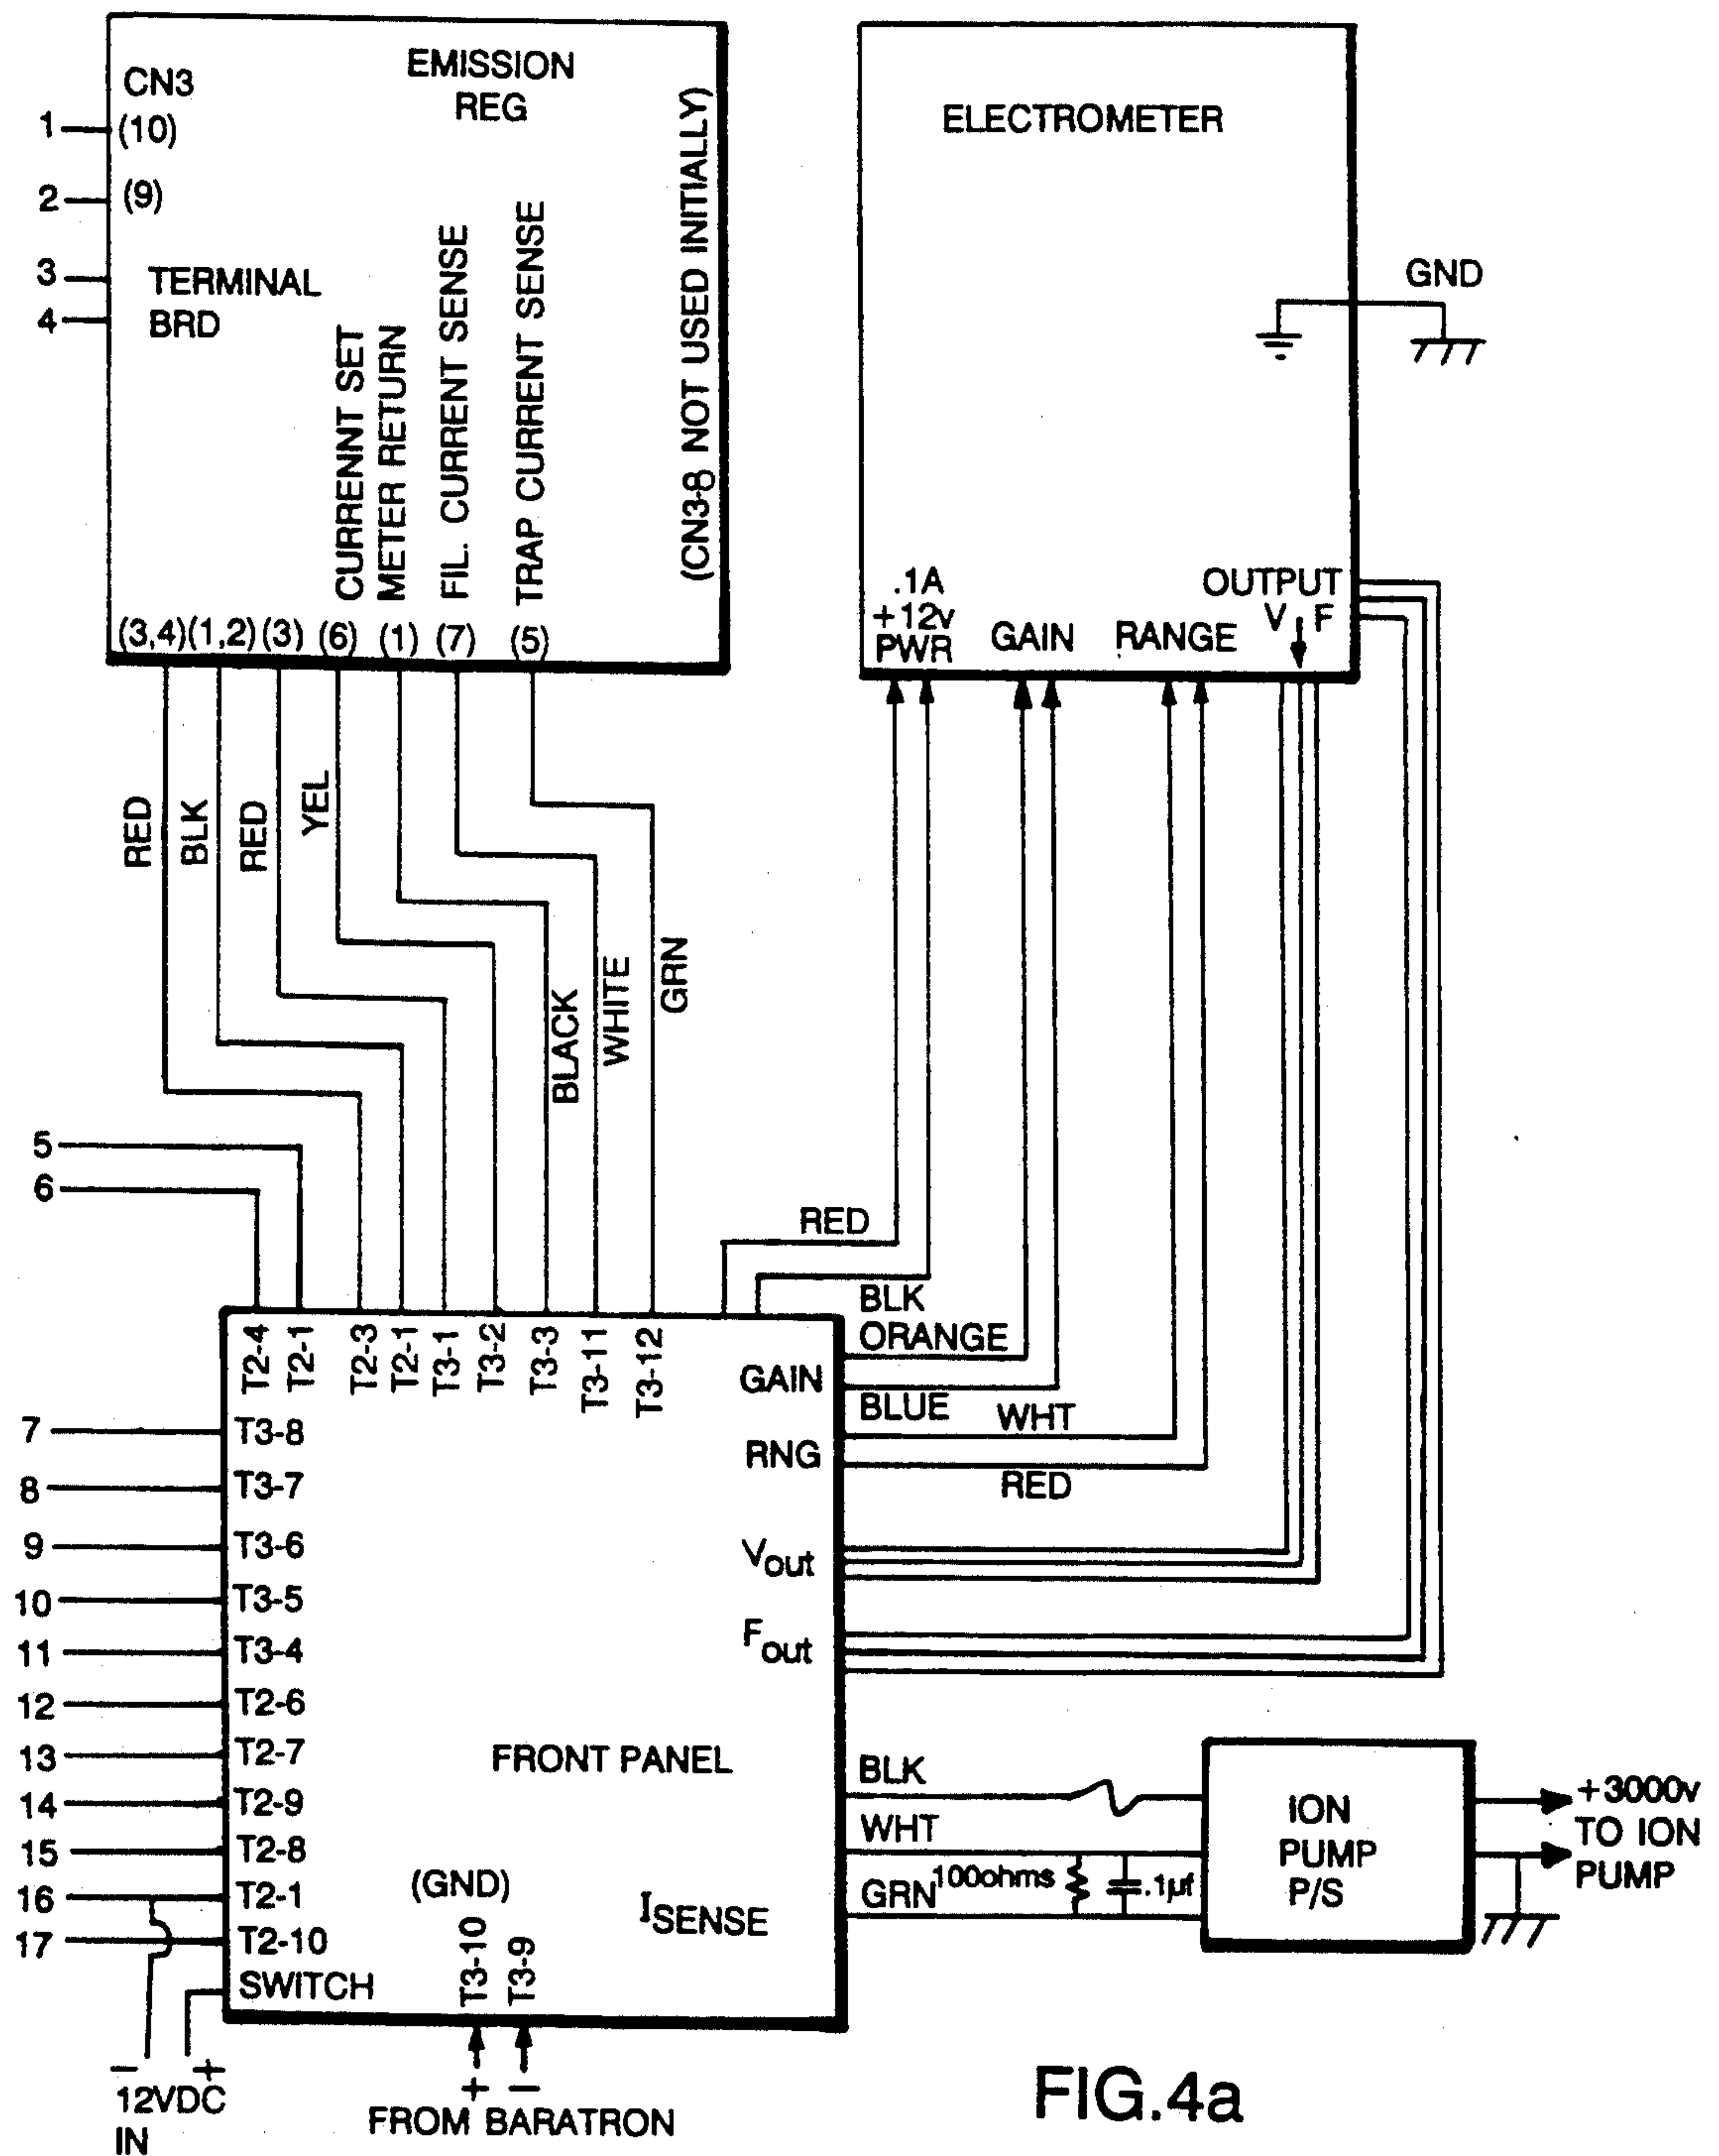 CN3
EMISSION
REG
1
(10)
2
(9)
3
4
TERMINAL
BRD
CURRENNT SET
METER RETURN
FIL. CURRENT SENSE
TRAP CURRENT SENSE
(CN3-8 NOT USED INITIALLY)
(3,4)
(1,2)
(3)
(6)
(1)
(7)
(5)
ELECTROMETER
GND
.1A
+12v
PWR
GAIN
RANGE
OUTPUT
V
F
RED
BLK
RED
YEL
BLACK
WHITE
GRN
5
6
RED
BLK
ORANGE
BLUE
WHT
RED
T2-4
T2-1
T2-3
T2-1
T3-1
T3-2
T3-3
T3-11
T3-12
GAIN
RNG
Vout
Fout
7
T3-8
8
T3-7
9
T3-6
10
T3-5
11
T3-4
12
T2-6
13
T2-7
14
T2-9
15
T2-8
16
T2-1
17
T2-10
SWITCH
FRONT PANEL
(GND)
T3-10
T3-9
ISENSE
BLK
WHT
GRN
100ohms
.1µf
ION
PUMP
P/S
+3000v
TO ION
PUMP
– +
12VDC
IN
+ –
FROM BARATRON
FIG.4a